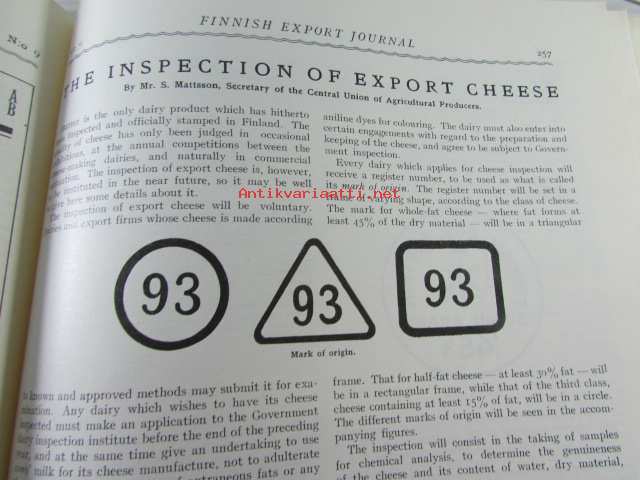 No 9
FINNISH EXPORT JOURNAL
257
THE INSPECTION OF EXPORT CHEESE
By Mr. S. Mattsson, Secretary of the Central Union of Agricultural Producers.
is the only dairy product which has hitherto
inspected and officially stamped in Finland. The
of cheese has only been judged in occasional
at the annual competitions between the
dairies, and naturally in commercial
The inspection of export cheese is, however,
instituted in the near future, so it may be well
here some details about it.
inspection of export cheese will be voluntary.
and export firms whose cheese is made according
aniline dyes for colouring. The dairy must also enter into
certain engagements with regard to the preparation and
keeping of the cheese, and agree to be subject to Govern-
ment inspection.
Every dairy which applies for cheese inspection will
receive a register number, to be used as what is called
its mark of origin. The register number will be set in a
frame of varying shape, according to the class of cheese.
The mark for whole-fat cheese — where fat forms at
least 45% of the dry material — will be in a triangular
Antikvariaatti.net
93
93
93
Mark of origin.
known and approved methods may submit it for exa-
Any dairy which wishes to have its cheese
must make an application to the Government
inspection institute before the end of the preceding
and at the same time give an undertaking to use
milk for its cheese manufacture, not to adulterate
fats or any
frame. That for half-fat cheese — at least 30% fat — will
be in a rectangular frame, while that of the third class,
cheese containing at least 15% of fat, will be in a circle.
The different marks of origin will be seen in the accom-
panying figures.
The inspection will consist in the taking of samples
for chemical analysis, to determine the genuineness
of the cheese and its content of water, dry material,
AB